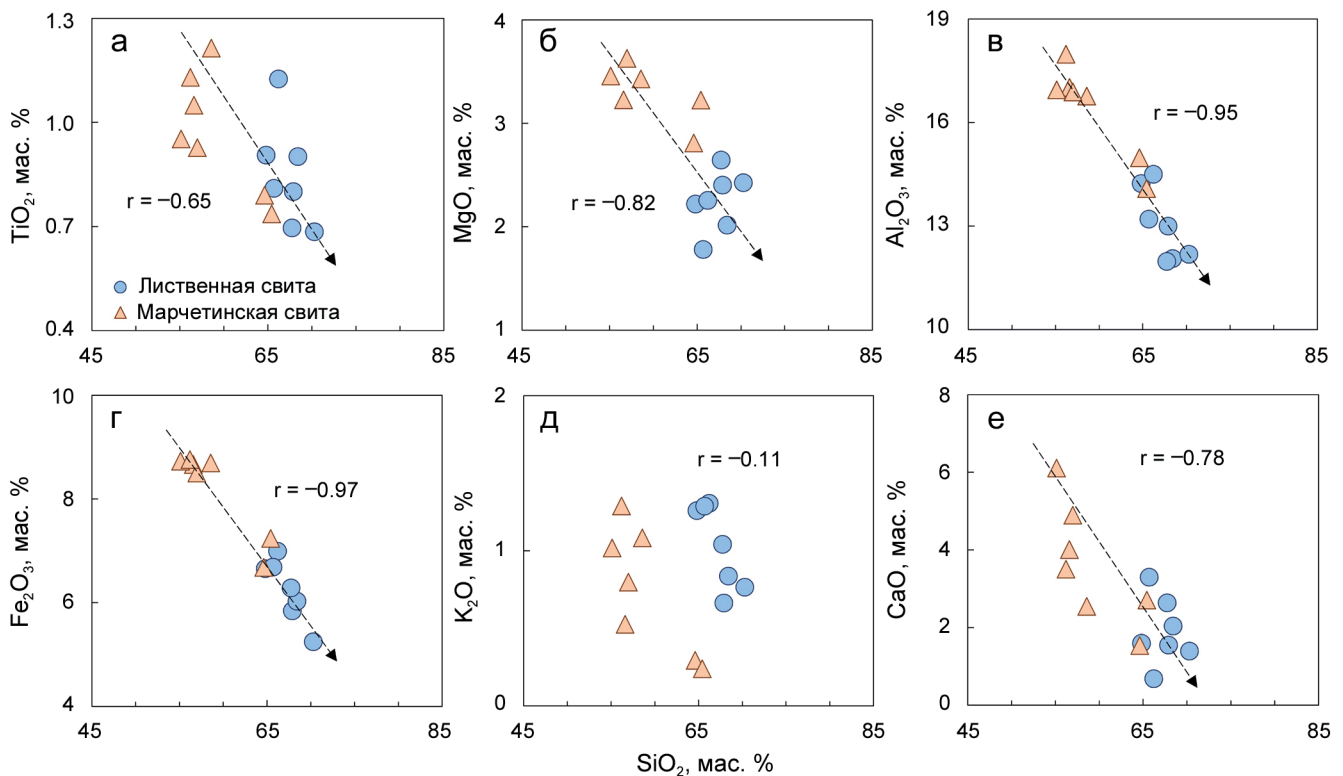 а
TiO2, мас. %
1.3
1.0
0.7
0.4
r = −0.65
Лиственная свита
Марчетинская свита
45 65 85
б
MgO, мас. %
4
3
2
1
r = −0.82
45 65 85
в
Al2O3, мас. %
19
16
13
10
r = −0.95
45 65 85
г
Fe2O3, мас. %
10
8
6
4
r = −0.97
45 65 85
д
K2O, мас. %
2
1
0
r = −0.11
45 65 85
е
CaO, мас. %
8
6
4
2
0
r = −0.78
45 65 85
SiO2, мас. %